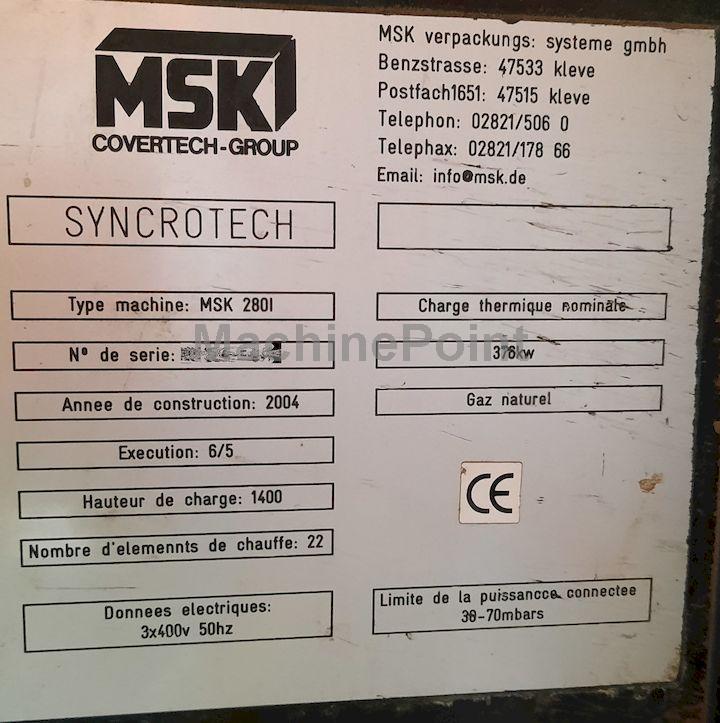 MSK
COVERTECH-GROUP
MSK verpackungs: systeme gmbh
Benzstrasse: 47533 kleve
Postfach1651: 47515 kleve
Telephon: 02821/506 0
Telephax: 02821/178 66
Email: info@msk.de
SYNCROTECH
Type machine: MSK 280I
Nº de serie:
Annee de construction: 2004
Execution: 6/5
Hauteur de charge: 1400
Nombre d'elemennts de chauffe: 22
Donnees electriques:
3x400v 50hz
Charge thermique nominale
376kw
Gaz naturel
CE
Limite de la puissancce connectee
30-70mbars
MachinePoint